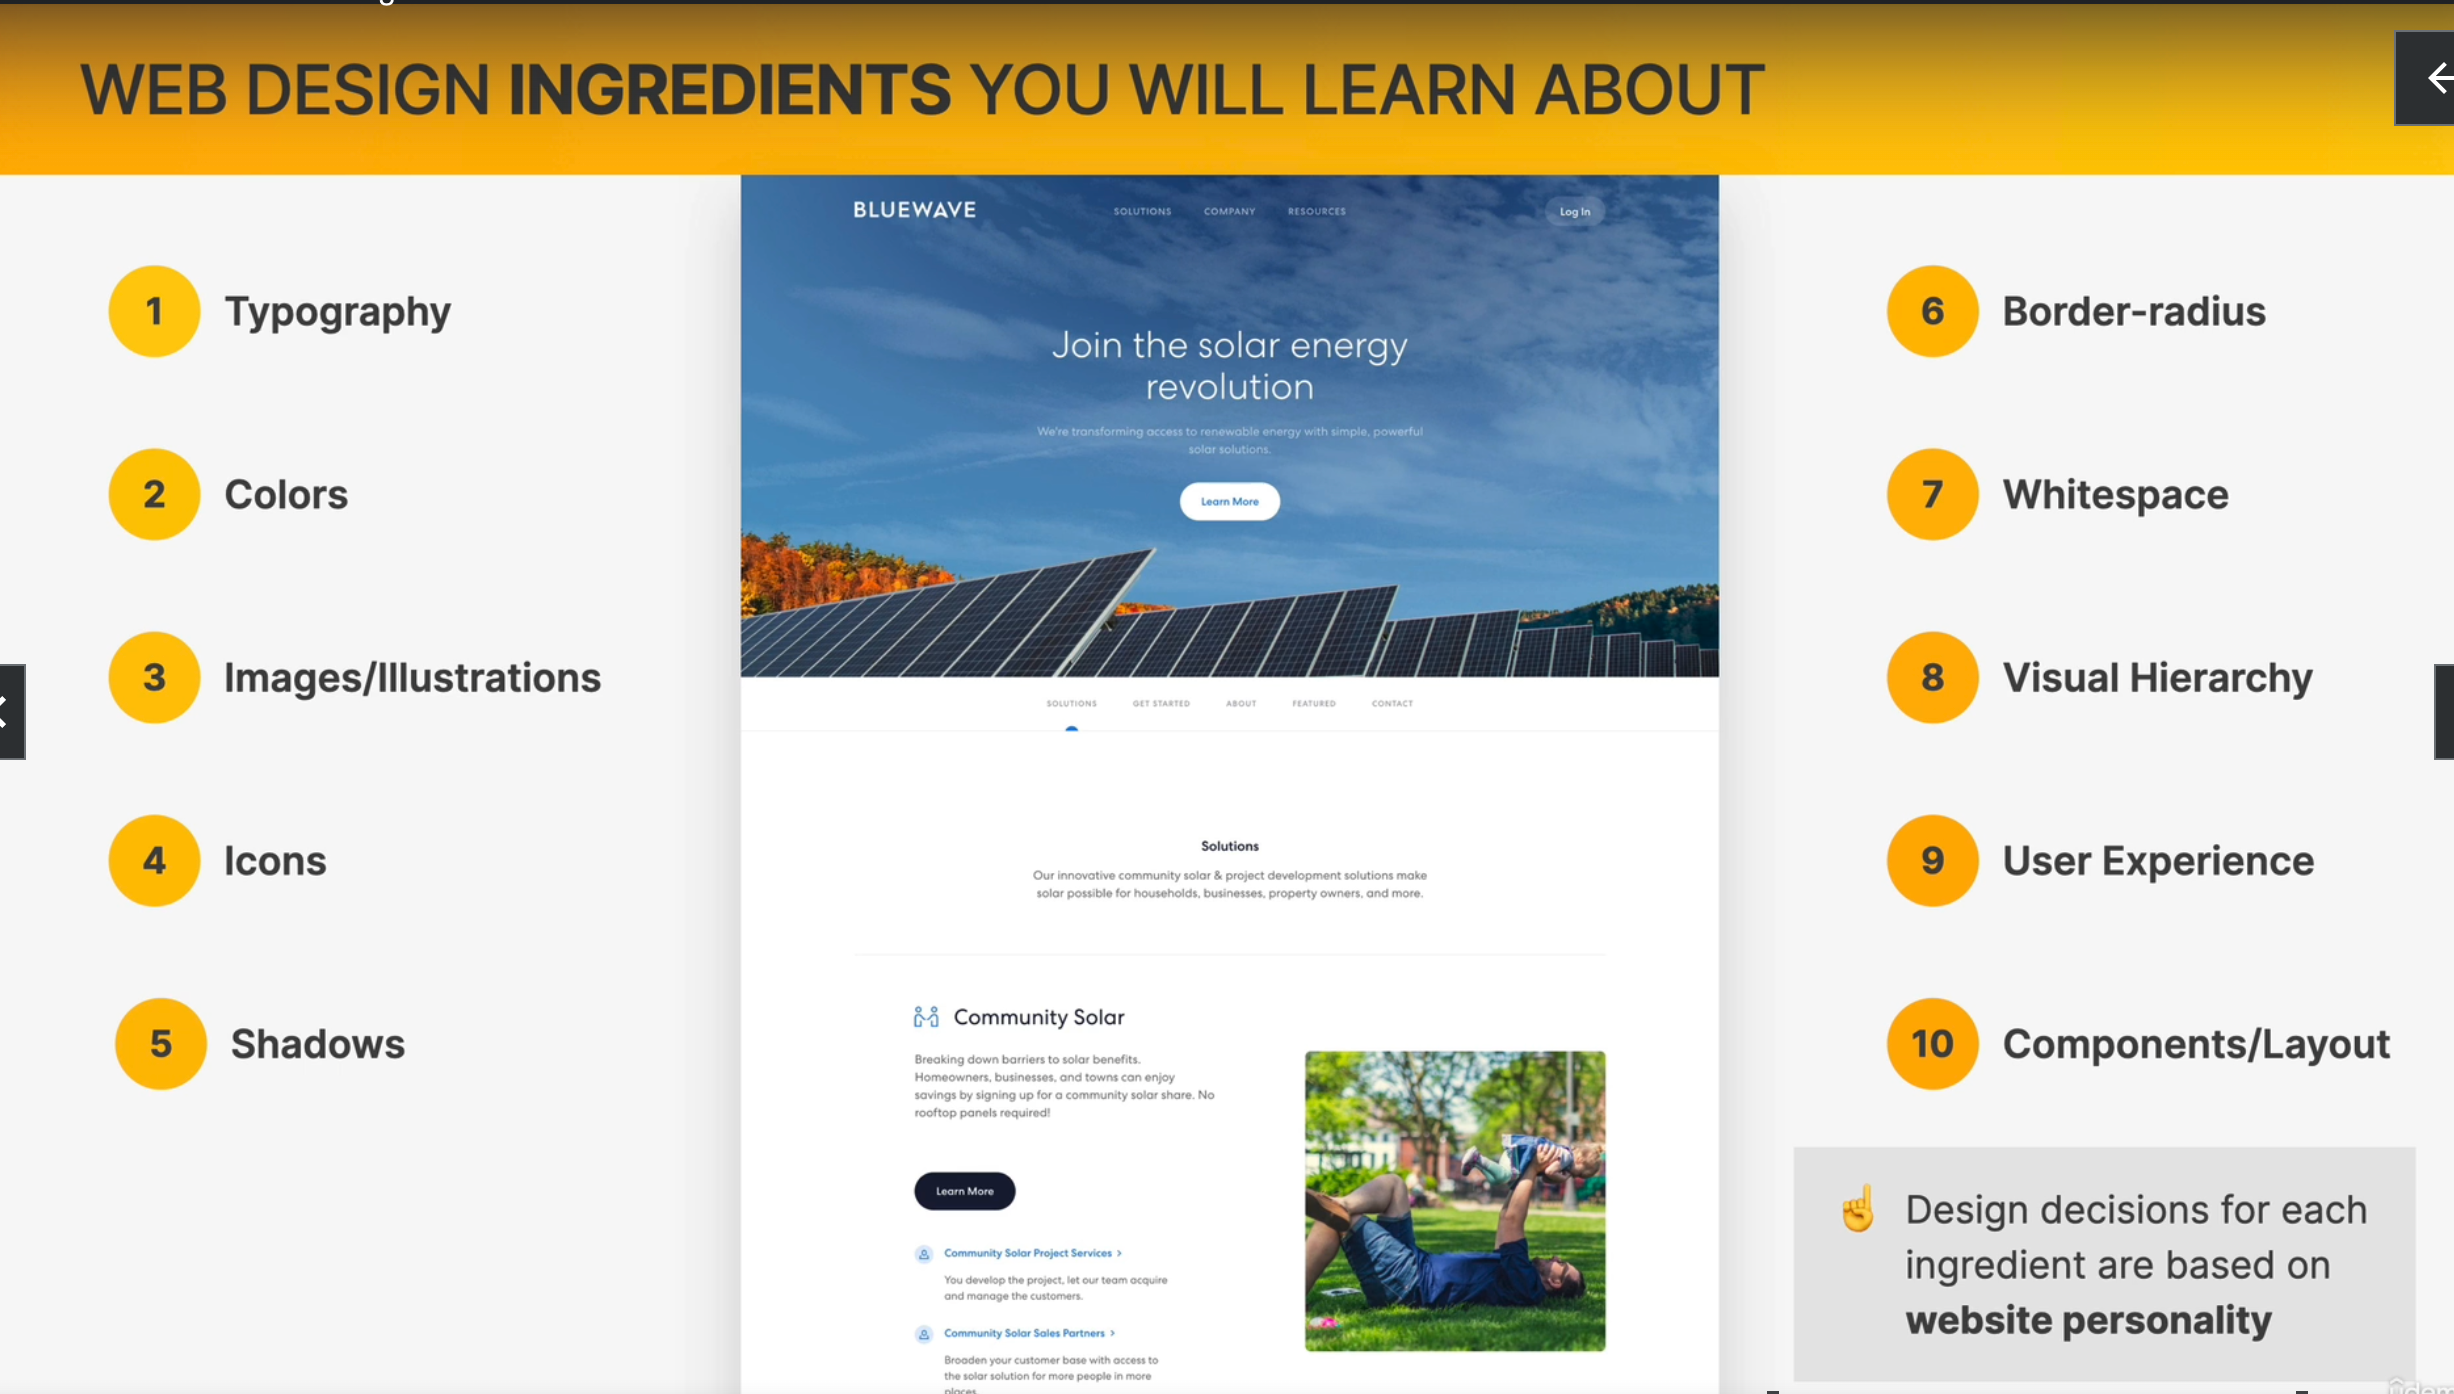 WEB DESIGN INGREDIENTS YOU WILL LEARN ABOUT
1 Typography
2 Colors
3 Images/Illustrations
4 Icons
5 Shadows
BLUEWAVE
SOLUTIONS COMPANY RESOURCES
Log In
Join the solar energy
revolution
We're transforming access to renewable energy with simple, powerful
solar solutions.
Learn More
SOLUTIONS GET STARTED ABOUT FEATURED CONTACT
Solutions
Our innovative community solar & project development solutions make
solar possible for households, businesses, property owners, and more.
Community Solar
Breaking down barriers to solar benefits.
Homeowners, businesses, and towns can enjoy
savings by signing up for a community solar share. No
rooftop panels required!
Learn More
Community Solar Project Services >
You develop the project, let our team acquire
and manage the customers.
Community Solar Sales Partners >
Broaden your customer base with access to
the solar solution for more people in more
places.
6 Border-radius
7 Whitespace
8 Visual Hierarchy
9 User Experience
10 Components/Layout
☝ Design decisions for each
ingredient are based on
website personality